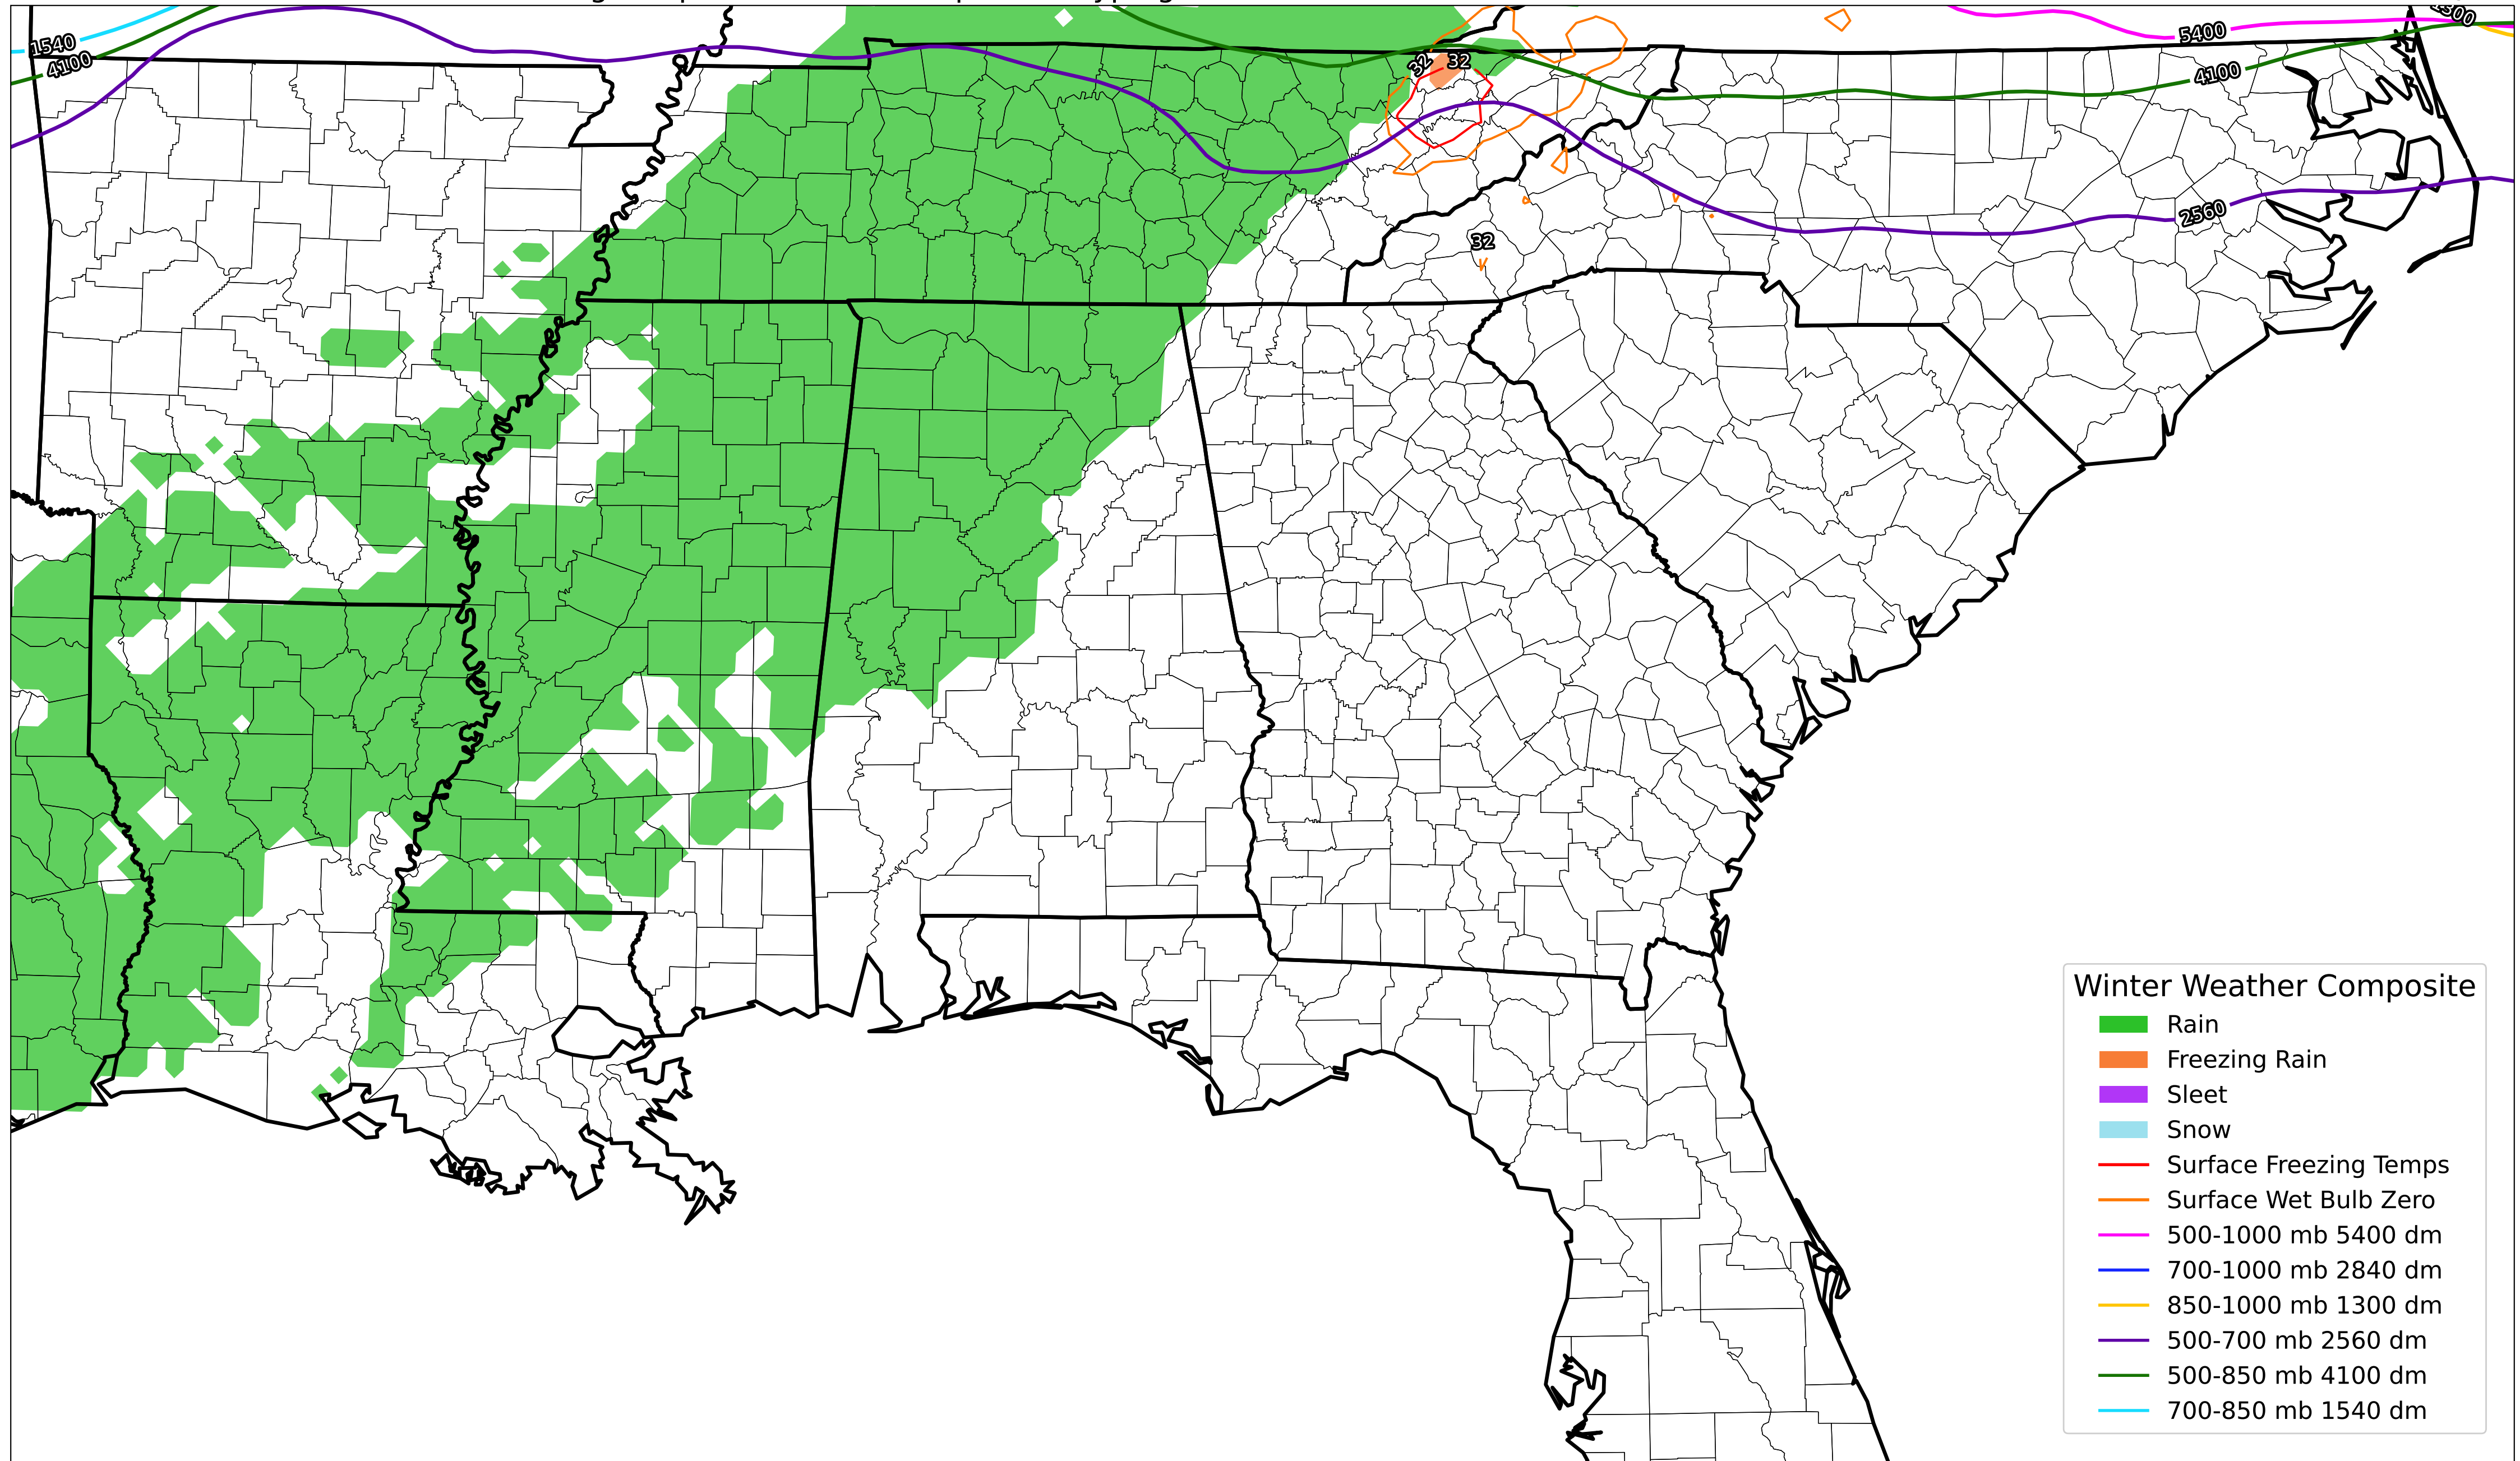 1540
4100
32
32
5400
1300
4100
2560
32
Winter Weather Composite
Rain
Freezing Rain
Sleet
Snow
Surface Freezing Temps
Surface Wet Bulb Zero
500-1000 mb 5400 dm
700-1000 mb 2840 dm
850-1000 mb 1300 dm
500-700 mb 2560 dm
500-850 mb 4100 dm
700-850 mb 1540 dm